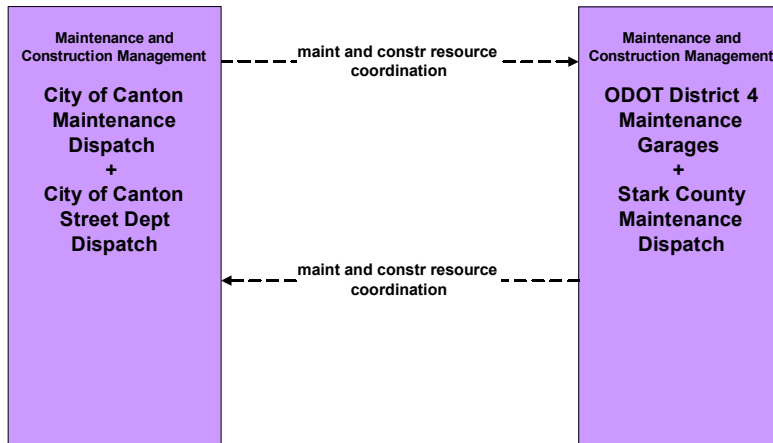 Maintenance and
Construction Management
City of Canton
Maintenance
Dispatch
+
City of Canton
Street Dept
Dispatch
maint and constr resource
coordination
maint and constr resource
coordination
Maintenance and
Construction Management
ODOT District 4
Maintenance
Garages
+
Stark County
Maintenance
Dispatch